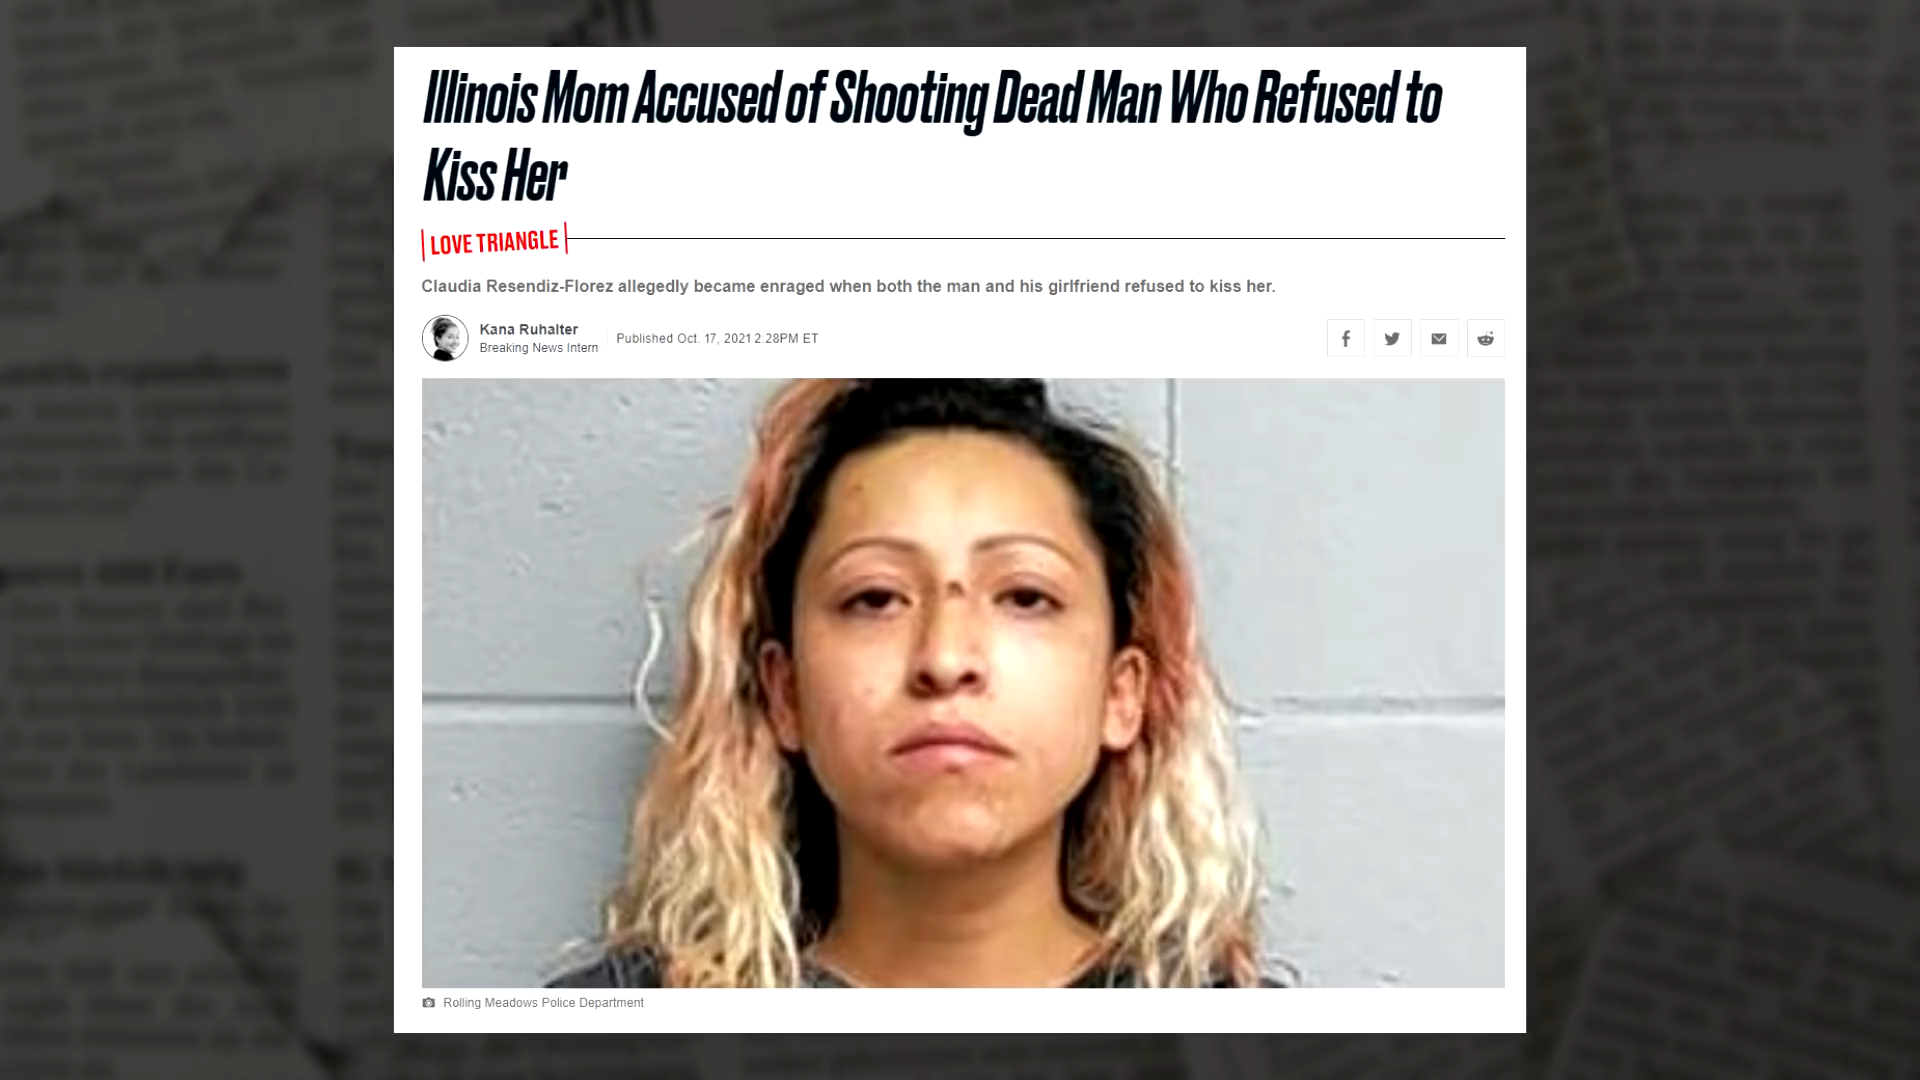 Illinois Mom Accused of Shooting Dead Man Who Refused to
Kiss Her
LOVE TRIANGLE
Claudia Resendiz-Florez allegedly became enraged when both the man and his girlfriend refused to kiss her.
Kana Ruhalter
Breaking News Intern
Published Oct. 17, 2021 2:28PM ET
Rolling Meadows Police Department